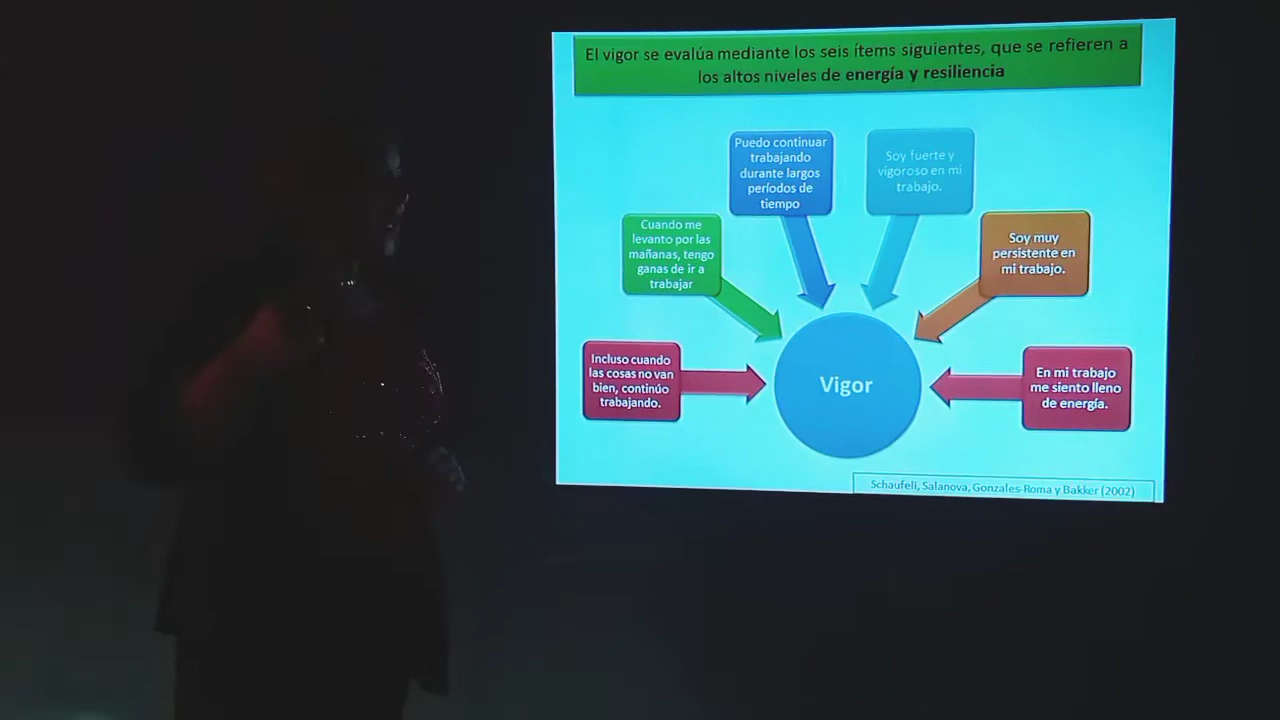 El vigor se evalúa mediante los seis ítems siguientes, que se refieren a
los altos niveles de energía y resiliencia
Puedo continuar
trabajando
durante largos
períodos de
tiempo
Soy fuerte y
vigoroso en mi
trabajo.
Cuando me
levanto por las
mañanas, tengo
ganas de ir a
trabajar
Soy muy
persistente en
mi trabajo.
Incluso cuando
las cosas no van
bien, continúo
trabajando.
Vigor
En mi trabajo
me siento lleno
de energía.
Schaufeli, Salanova, Gonzales-Roma y Bakker (2002)